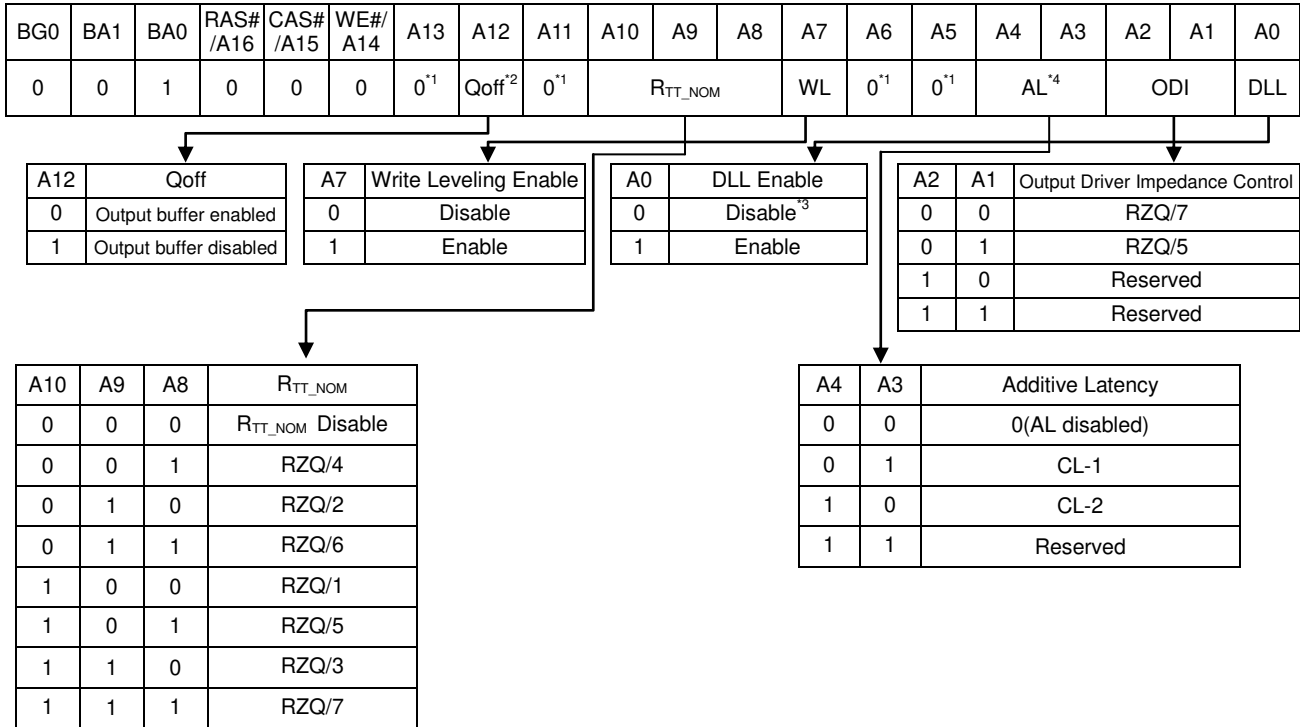 BG0 BA1 BA0 RAS#/A16 CAS#/A15 WE#/A14 A13 A12 A11 A10 A9 A8 A7 A6 A5 A4 A3 A2 A1 A0
0 0 1 0 0 0 0*1 Qoff*2 0*1 RTT_NOM WL 0*1 0*1 AL*4 ODI DLL
A12 Qoff
0 Output buffer enabled
1 Output buffer disabled
A7 Write Leveling Enable
0 Disable
1 Enable
A0 DLL Enable
0 Disable*3
1 Enable
A2 A1 Output Driver Impedance Control
0 0 RZQ/7
0 1 RZQ/5
1 0 Reserved
1 1 Reserved
A10 A9 A8 RTT_NOM
0 0 0 RTT_NOM Disable
0 0 1 RZQ/4
0 1 0 RZQ/2
0 1 1 RZQ/6
1 0 0 RZQ/1
1 0 1 RZQ/5
1 1 0 RZQ/3
1 1 1 RZQ/7
A4 A3 Additive Latency
0 0 0(AL disabled)
0 1 CL-1
1 0 CL-2
1 1 Reserved